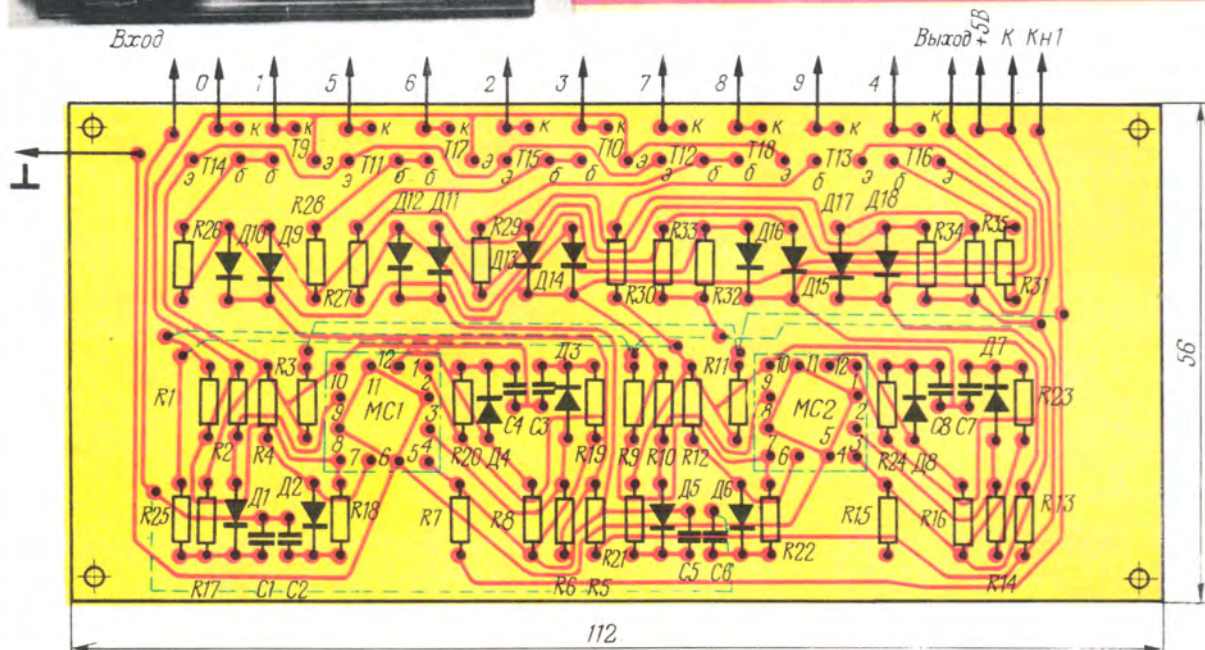 Вход
Выход +5В К Кн1
0 1 5 6 2 3 7 8 9 4
к к к к к к к к к к
Т9 Т17 Т10 Т18
э Т14 б б э э Т11 б б э э Т15 б б э э Т12 б б э э б Т13 э б Т16 э
R26 Д10 Д9 R28 Д12 Д11 R29 R33 Д16 Д17 Д18 R34 R35
R27 Д13 Д14 R30 R32 Д15 R31
R1 R3 12 1 Д3 R11 10 11 12 Д7
10 11 2 9 1
9 МС1 3 8 МС2 2 R23
8 4 С4 С3 7 5 3 С8 С7
R2 R4 7 6 5 R20 Д4 R19 R9 R10 R12 6 4 R24 Д8
R25 Д1 Д2 R18 R7 R8 Д5 Д6 R15 R16 R13
R21 R22
R17 С1 С2 R6 R5 С5 С6 R14
56
112